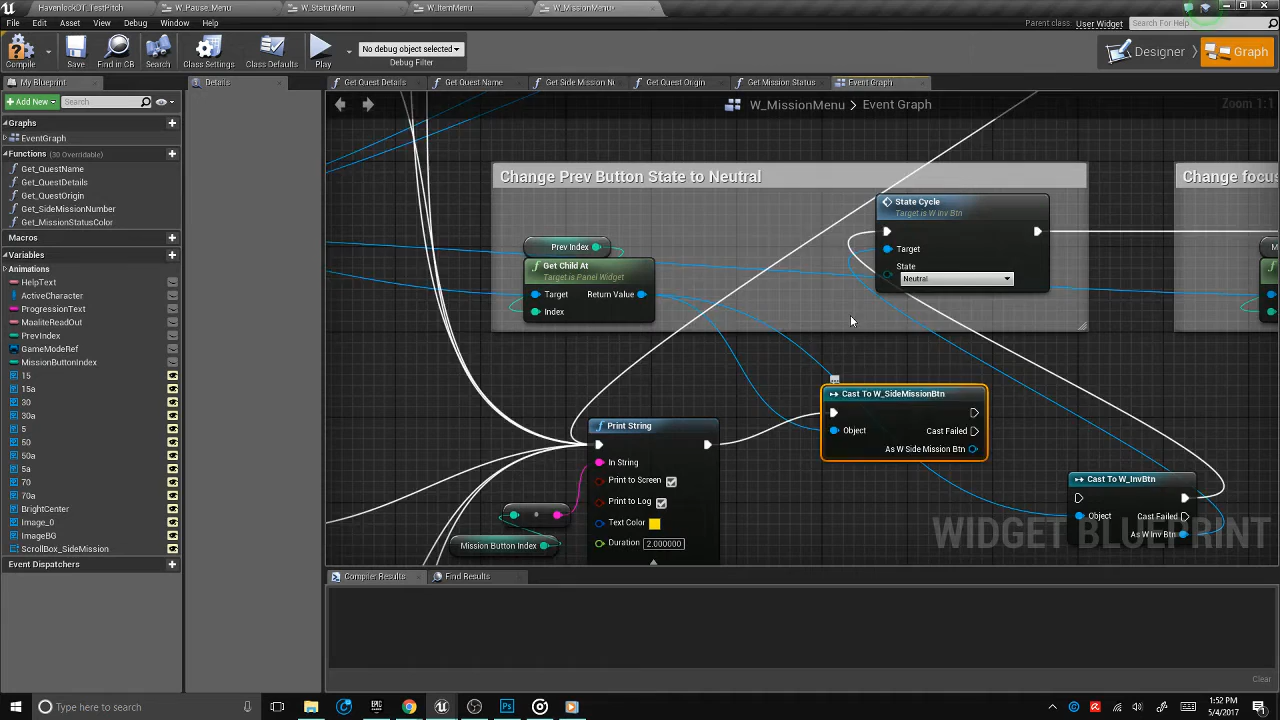 HavenlockDT_TestPitch
W_Pause.Menu
W_StatusMenu
W_ItemMenu
W_MissionMenu
File Edit Asset View Debug Window Help
Parent class: User Widget
Search For Help
Compile Save Find in CB Search Class Settings Class Defaults Play
No debug object selected
Debug Filter
Designer Graph
My Blueprint
Details
Get Quest Details
Get Quest Name
Get Side Mission N
Get Quest Origin
Get Mission Status
Event Graph
Add New
Search
W_MissionMenu > Event Graph
Zoom 1:1
Graphs
EventGraph
Functions (30 Overridable)
Get_QuestName
Get_QuestDetails
Get_QuestOrigin
Get_SideMissionNumber
Get_MissionStatusColor
Macros
Variables
Animations
HelpText
ActiveCharacter
ProgressionText
MaaliteReadOut
PrevIndex
GameModeRef
MissionButtonIndex
15
15a
30
30a
5
50
50a
5a
70
70a
BrightCenter
Image_0
ImageBG
ScrollBox_SideMission
Event Dispatchers
Change Prev Button State to Neutral
Change focus
State Cycle
Target is W Inv Btn
Target
State
Neutral
Prev Index
Get Child At
Target is Panel Widget
Target Return Value
Index
Cast To W_SideMissionBtn
Cast Failed
Object
As W Side Mission Btn
Print String
In String
Print to Screen
Print to Log
Text Color
Duration 2.000000
Mission Button Index
Cast To W_InvBtn
Object Cast Failed
As W Inv Btn
WIDGET BLUEPRINT
Compiler Results
Find Results
Clear
Type here to search
1:52 PM
5/4/2017